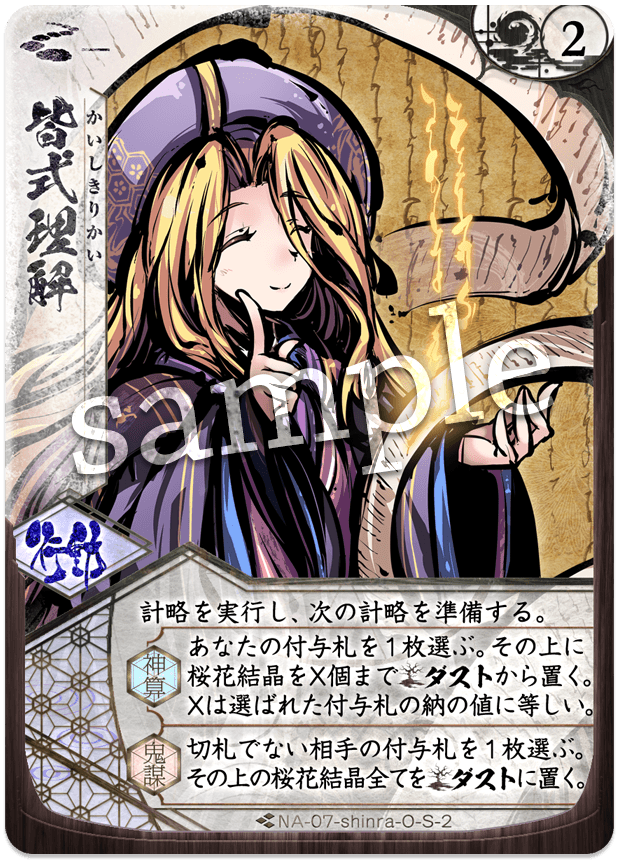 2
皆式理解
かいしきりかい
sample
行動
計略を実行し、次の計略を準備する。
神算
あなたの付与札を1枚選ぶ。その上に
桜花結晶をX個までダストから置く。
Xは選ばれた付与札の納の値に等しい。
鬼謀
切札でない相手の付与札を1枚選ぶ。
その上の桜花結晶全てをダストに置く。
NA-07-shinra-O-S-2